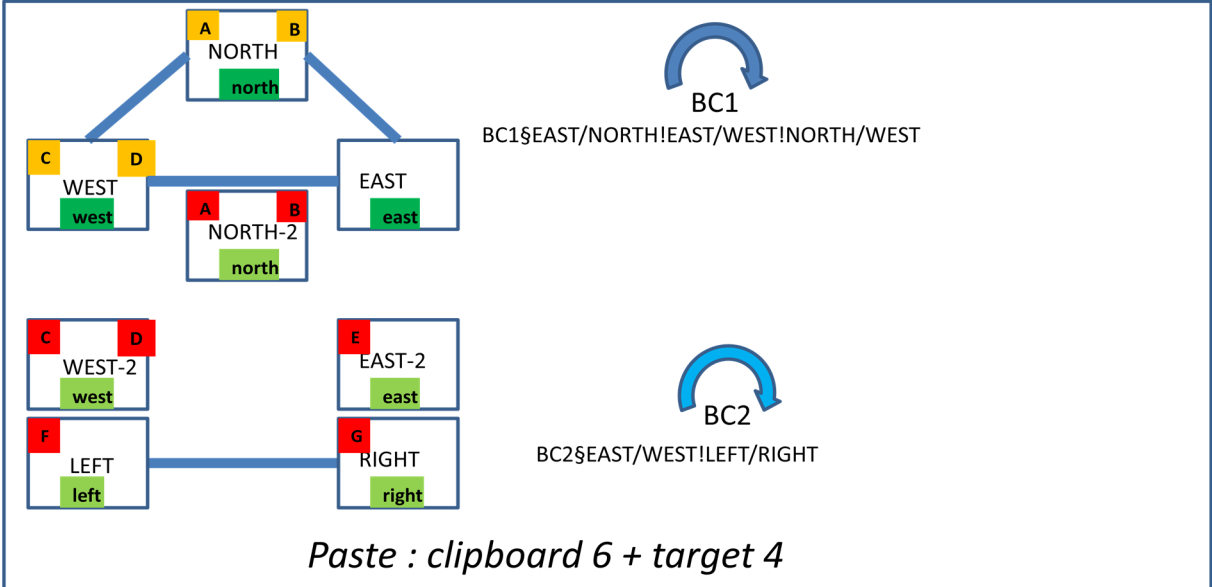 A B
NORTH
north
BC1
BC1§EAST/NORTH!EAST/WEST!NORTH/WEST
C D
WEST
west
EAST
east
A B
NORTH-2
north
C D
WEST-2
west
E
EAST-2
east
BC2
BC2§EAST/WEST!LEFT/RIGHT
F
LEFT
left
G
RIGHT
right
Paste : clipboard 6 + target 4